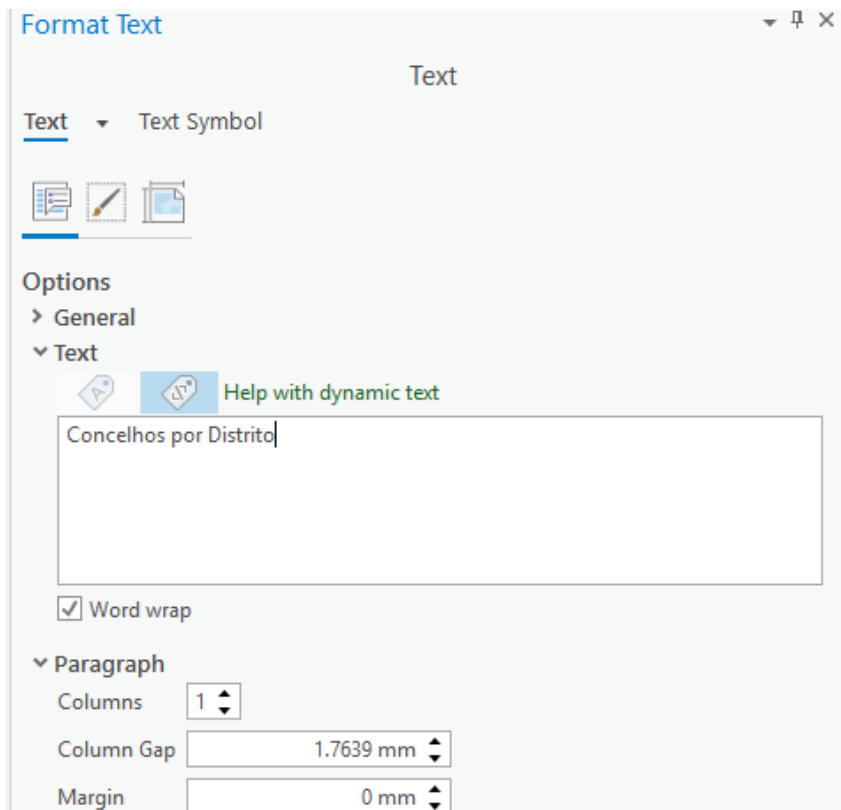 Format Text
Text
Text Text Symbol
Options
General
Text
Help with dynamic text
Concelhos por Distrito
Word wrap
Paragraph
Columns 1
Column Gap 1.7639 mm
Margin 0 mm